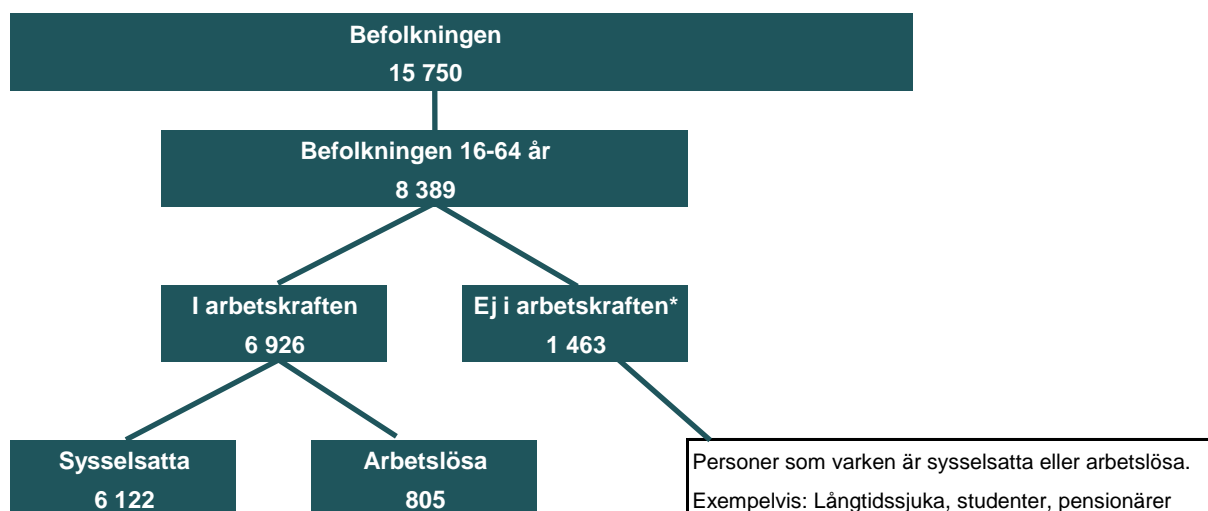 Befolkningen
15 750
Befolkningen 16-64 år
8 389
I arbetskraften
6 926
Ej i arbetskraften*
1 463
Sysselsatta
6 122
Arbetslösa
805
Personer som varken är sysselsatta eller arbetslösa.
Exempelvis: Långtidssjuka, studenter, pensionärer